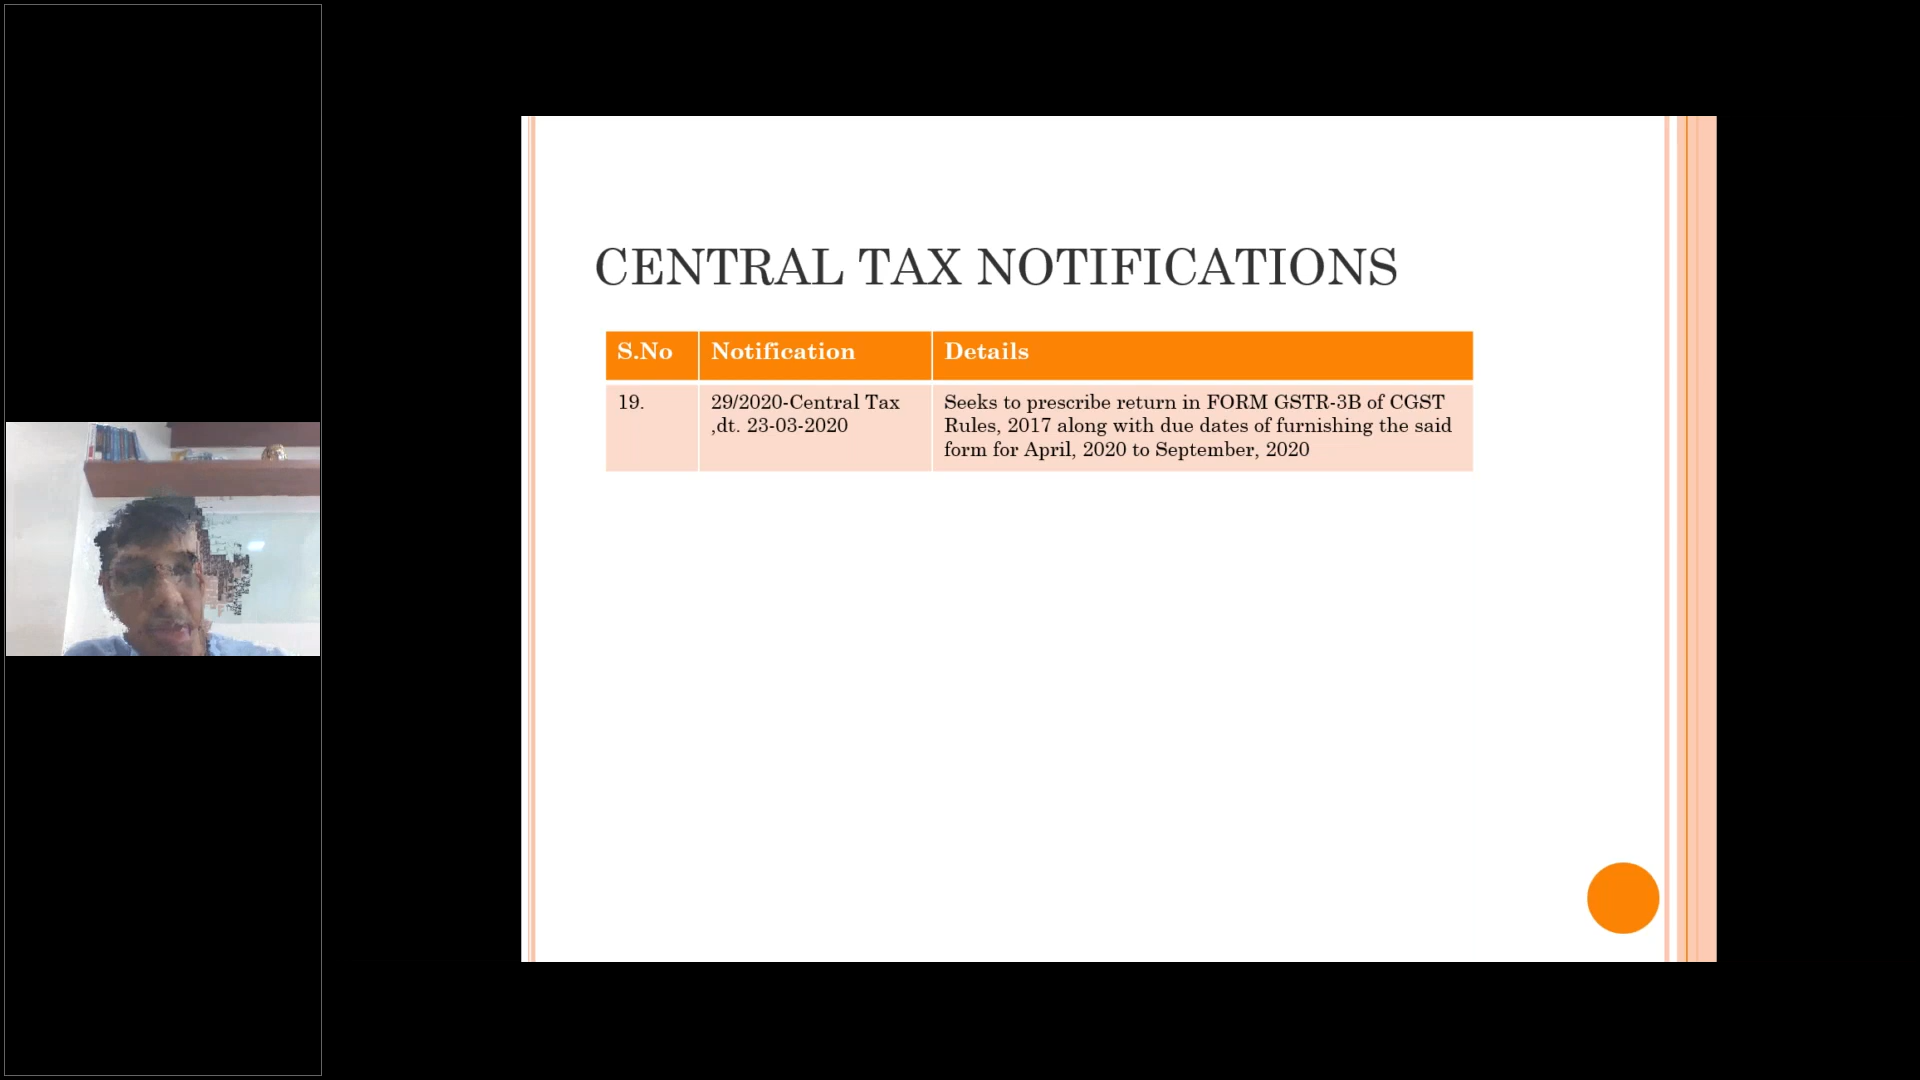 CENTRAL TAX NOTIFICATIONS
S.No Notification Details
19. 29/2020-Central Tax ,dt. 23-03-2020 Seeks to prescribe return in FORM GSTR-3B of CGST
Rules, 2017 along with due dates of furnishing the said
form for April, 2020 to September, 2020